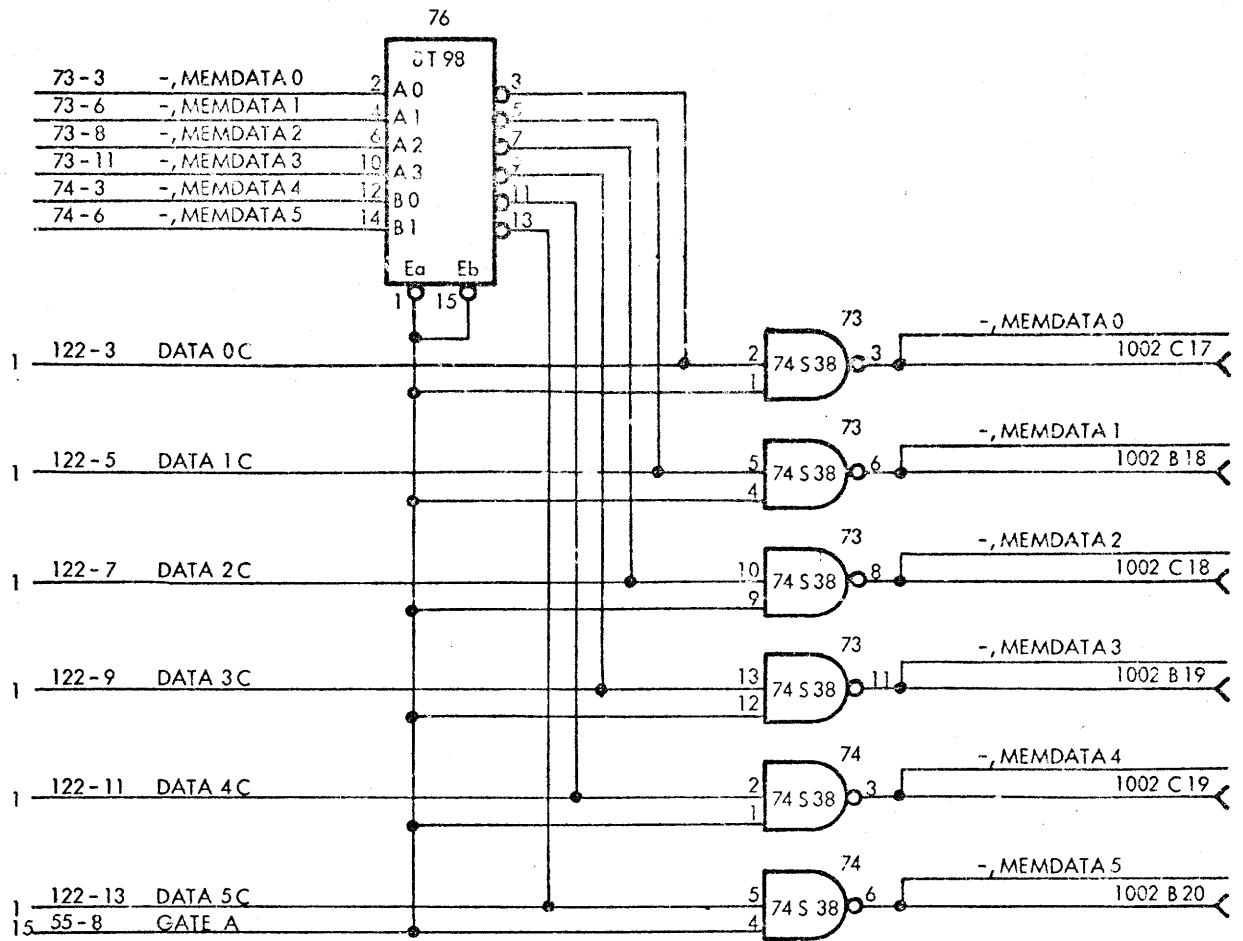 76
8T98
73-3 -,MEMDATA 0 2 A0 3
73-6 -,MEMDATA 1 4 A1 5
73-8 -,MEMDATA 2 6 A2 7
73-11 -,MEMDATA 3 10 A3 9
74-3 -,MEMDATA 4 12 B0 11
74-6 -,MEMDATA 5 14 B1 13
Ea Eb
1 15
73 -,MEMDATA 0
1 122-3 DATA 0C 2 74S38 3 1002 C17
1
73 -,MEMDATA 1
1 122-5 DATA 1C 5 74S38 6 1002 B18
4
73 -,MEMDATA 2
1 122-7 DATA 2C 10 74S38 8 1002 C18
9
73 -,MEMDATA 3
1 122-9 DATA 3C 13 74S38 11 1002 B19
12
74 -,MEMDATA 4
1 122-11 DATA 4C 2 74S38 3 1002 C19
1
74 -,MEMDATA 5
1 122-13 DATA 5C 5 74S38 6 1002 B20
15 55-8 GATE A 4